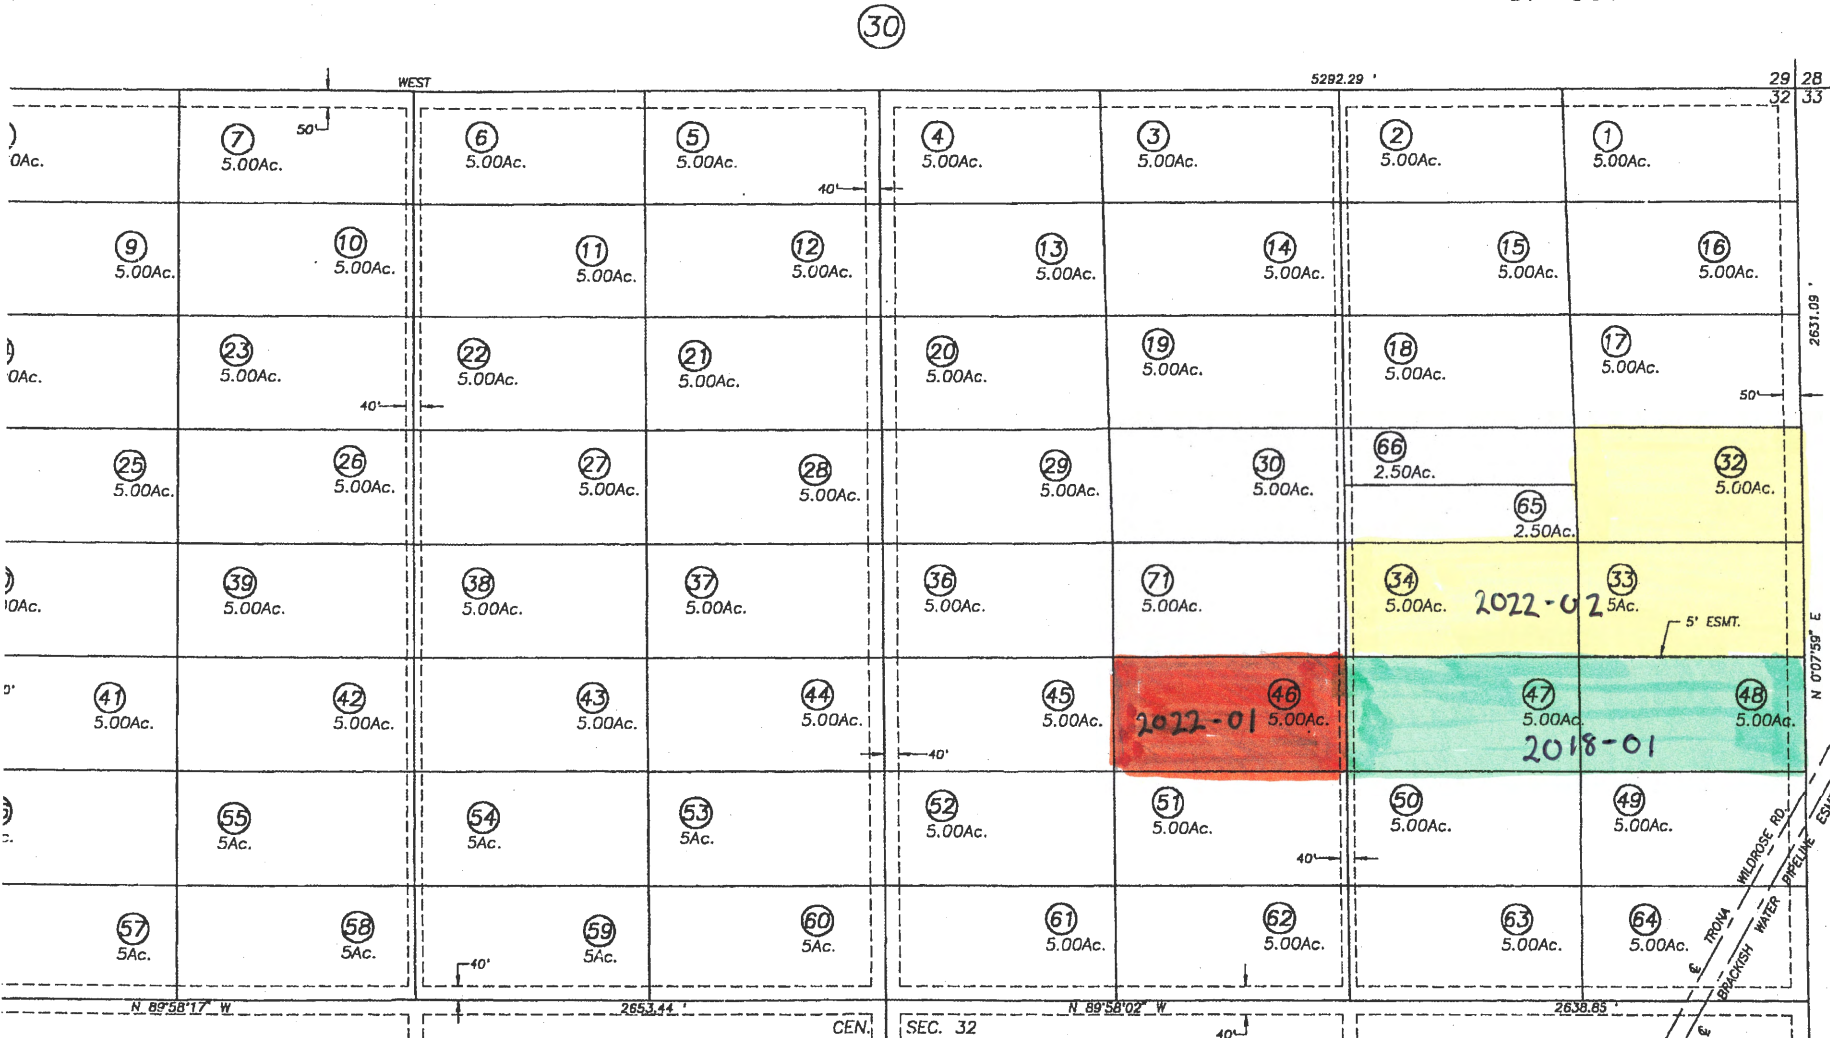 30
WEST
5292.29 '
29 28
32 33
50'
7
5.00Ac.
6
5.00Ac.
5
5.00Ac.
4
5.00Ac.
3
5.00Ac.
2
5.00Ac.
1
5.00Ac.
0Ac.
40'
9
5.00Ac.
10
5.00Ac.
11
5.00Ac.
12
5.00Ac.
13
5.00Ac.
14
5.00Ac.
15
5.00Ac.
16
5.00Ac.
2631.09 '
0Ac.
23
5.00Ac.
22
5.00Ac.
21
5.00Ac.
20
5.00Ac.
19
5.00Ac.
18
5.00Ac.
17
5.00Ac.
40'
50'
25
5.00Ac.
26
5.00Ac.
27
5.00Ac.
28
5.00Ac.
29
5.00Ac.
30
5.00Ac.
66
2.50Ac.
65
2.50Ac.
32
5.00Ac.
0Ac.
39
5.00Ac.
38
5.00Ac.
37
5.00Ac.
36
5.00Ac.
71
5.00Ac.
34
5.00Ac.
2022-02
33
5Ac.
5' ESMT.
N 0°07'59" E
0'
41
5.00Ac.
42
5.00Ac.
43
5.00Ac.
44
5.00Ac.
45
5.00Ac.
2022-01
46
5.00Ac.
47
5.00Ac.
48
5.00Ac.
2018-01
40'
55
5Ac.
54
5Ac.
53
5Ac.
52
5.00Ac.
51
5.00Ac.
50
5.00Ac.
49
5.00Ac.
40'
57
5Ac.
58
5Ac.
59
5Ac.
60
5Ac.
61
5.00Ac.
62
5.00Ac.
63
5.00Ac.
64
5.00Ac.
℄ TRONA WILDROSE RD.
℄ BRACKISH WATER PIPELINE ESM
40'
N 89°58'17" W
2653.44 '
N 89°58'02" W
2638.85 '
CEN. SEC. 32
40'